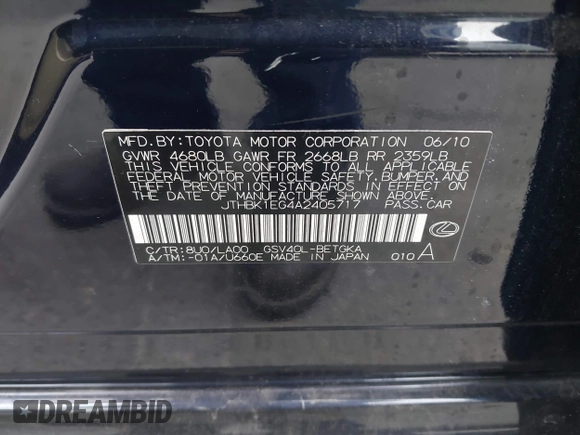 MFD.BY:TOYOTA MOTOR CORPORATION 06/10
GVWR 4680LB GAWR FR 2668LB RR 2359LB
THIS VEHICLE CONFORMS TO ALL APPLICABLE
FEDERAL MOTOR VEHICLE SAFETY,BUMPER,AND
THEFT PREVENTION STANDARDS IN EFFECT ON
THE DATE OF MANUFACTURE SHOWN ABOVE.
JTHBK1EG4A2405717 PASS.CAR
C/TR:8U0/LA00 GSV40L-BETGKA
A/TM:-01A/U660E MADE IN JAPAN 010 A
DREAMBID